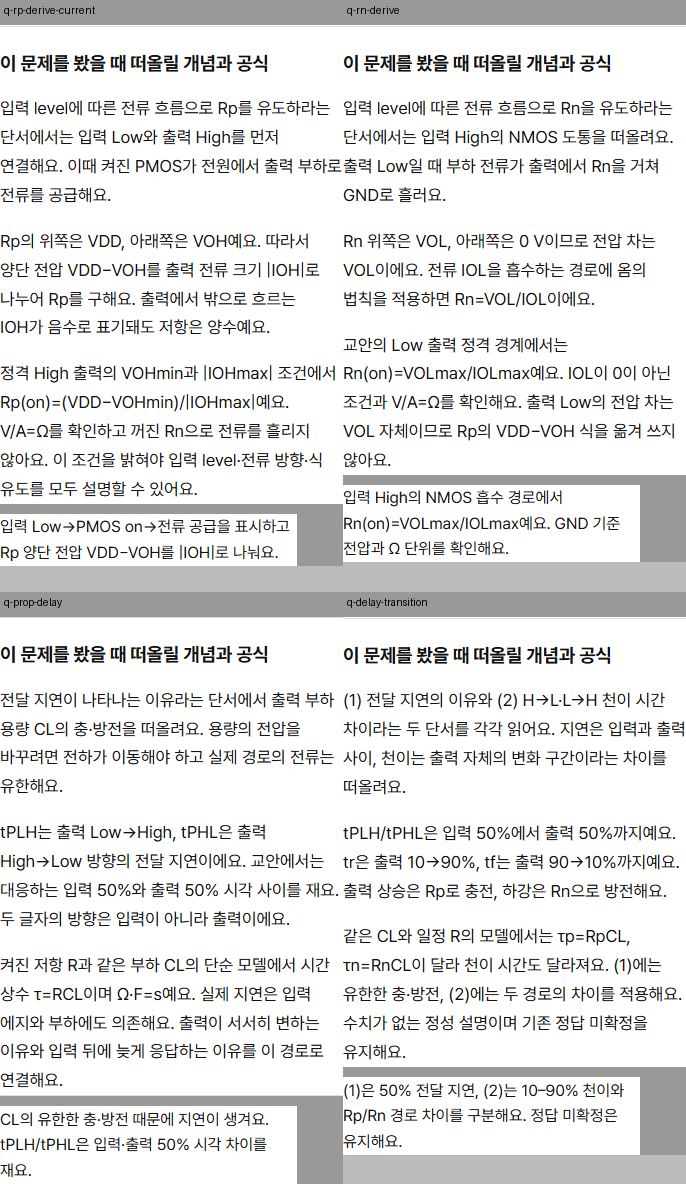 q-rp-derive-current
이 문제를 봤을 때 떠올릴 개념과 공식
입력 level에 따른 전류 흐름으로 Rp를 유도하라는
단서에서는 입력 Low와 출력 High를 먼저
연결해요. 이때 켜진 PMOS가 전원에서 출력 부하로
전류를 공급해요.
Rp의 위쪽은 VDD, 아래쪽은 VOH예요. 따라서
양단 전압 VDD−VOH를 출력 전류 크기 |IOH|로
나누어 Rp를 구해요. 출력에서 밖으로 흐르는
IOH가 음수로 표기돼도 저항은 양수예요.
정격 High 출력의 VOHmin과 |IOHmax| 조건에서
Rp(on)=(VDD−VOHmin)/|IOHmax|예요.
V/A=Ω를 확인하고 꺼진 Rn으로 전류를 흘리지
않아요. 이 조건을 밝혀야 입력 level·전류 방향·식
유도를 모두 설명할 수 있어요.
입력 Low→PMOS on→전류 공급을 표시하고
Rp 양단 전압 VDD−VOH를 |IOH|로 나눠요.
q-rn-derive
이 문제를 봤을 때 떠올릴 개념과 공식
입력 level에 따른 전류 흐름으로 Rn을 유도하라는
단서에서는 입력 High의 NMOS 도통을 떠올려요.
출력 Low일 때 부하 전류가 출력에서 Rn을 거쳐
GND로 흘러요.
Rn 위쪽은 VOL, 아래쪽은 0 V이므로 전압 차는
VOL이에요. 전류 IOL을 흡수하는 경로에 옴의
법칙을 적용하면 Rn=VOL/IOL이에요.
교안의 Low 출력 정격 경계에서는
Rn(on)=VOLmax/IOLmax예요. IOL이 0이 아닌
조건과 V/A=Ω를 확인해요. 출력 Low의 전압 차는
VOL 자체이므로 Rp의 VDD−VOH 식을 옮겨 쓰지
않아요.
입력 High의 NMOS 흡수 경로에서
Rn(on)=VOLmax/IOLmax예요. GND 기준
전압과 Ω 단위를 확인해요.
q-prop-delay
이 문제를 봤을 때 떠올릴 개념과 공식
전달 지연이 나타나는 이유라는 단서에서 출력 부하
용량 CL의 충·방전을 떠올려요. 용량의 전압을
바꾸려면 전하가 이동해야 하고 실제 경로의 전류는
유한해요.
tPLH는 출력 Low→High, tPHL은 출력
High→Low 방향의 전달 지연이에요. 교안에서는
대응하는 입력 50%와 출력 50% 시각 사이를 재요.
두 글자의 방향은 입력이 아니라 출력이에요.
켜진 저항 R과 같은 부하 CL의 단순 모델에서 시간
상수 τ=RCL이며 Ω·F=s예요. 실제 지연은 입력
에지와 부하에도 의존해요. 출력이 서서히 변하는
이유와 입력 뒤에 늦게 응답하는 이유를 이 경로로
연결해요.
CL의 유한한 충·방전 때문에 지연이 생겨요.
tPLH/tPHL은 입력·출력 50% 시각 차이를
재요.
q-delay-transition
이 문제를 봤을 때 떠올릴 개념과 공식
(1) 전달 지연의 이유와 (2) H→L·L→H 천이 시간
차이라는 두 단서를 각각 읽어요. 지연은 입력과 출력
사이, 천이는 출력 자체의 변화 구간이라는 차이를
떠올려요.
tPLH/tPHL은 입력 50%에서 출력 50%까지예요.
tr은 출력 10→90%, tf는 출력 90→10%까지예요.
출력 상승은 Rp로 충전, 하강은 Rn으로 방전해요.
같은 CL와 일정 R의 모델에서는 τp=RpCL,
τn=RnCL이 달라 천이 시간도 달라져요. (1)에는
유한한 충·방전, (2)에는 두 경로의 차이를 적용해요.
수치가 없는 정성 설명이며 기존 정답 미확정을
유지해요.
(1)은 50% 전달 지연, (2)는 10–90% 천이와
Rp/Rn 경로 차이를 구분해요. 정답 미확정은
유지해요.